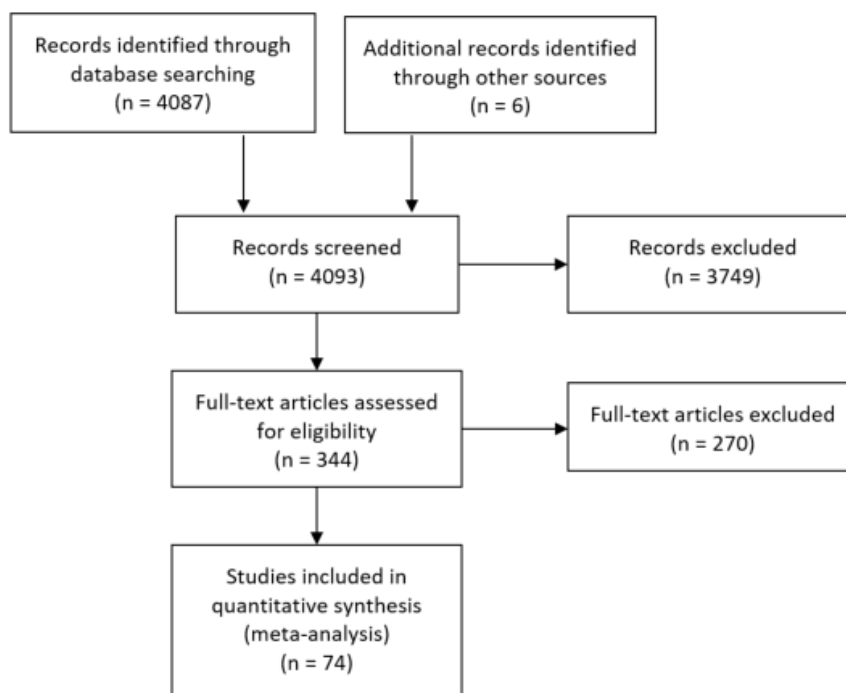 Records identified through
database searching
(n = 4087)
Additional records identified
through other sources
(n = 6)
Records screened
(n = 4093)
Records excluded
(n = 3749)
Full-text articles assessed
for eligibility
(n = 344)
Full-text articles excluded
(n = 270)
Studies included in
quantitative synthesis
(meta-analysis)
(n = 74)